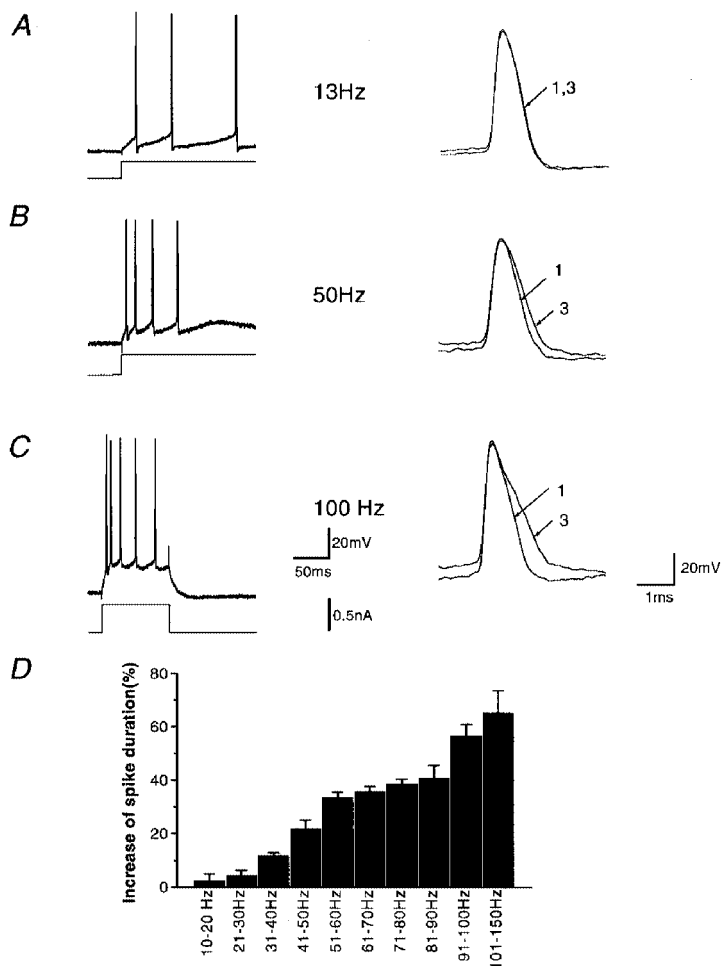 A
13Hz
1,3
B
50Hz
1
3
C
100 Hz
20mV
50ms
0.5nA
1
3
20mV
1ms
D
Increase of spike duration(%)
80
60
40
20
0
10-20 Hz
21-30Hz
31-40Hz
41-50Hz
51-60Hz
61-70Hz
71-80Hz
81-90Hz
91-100Hz
101-150Hz